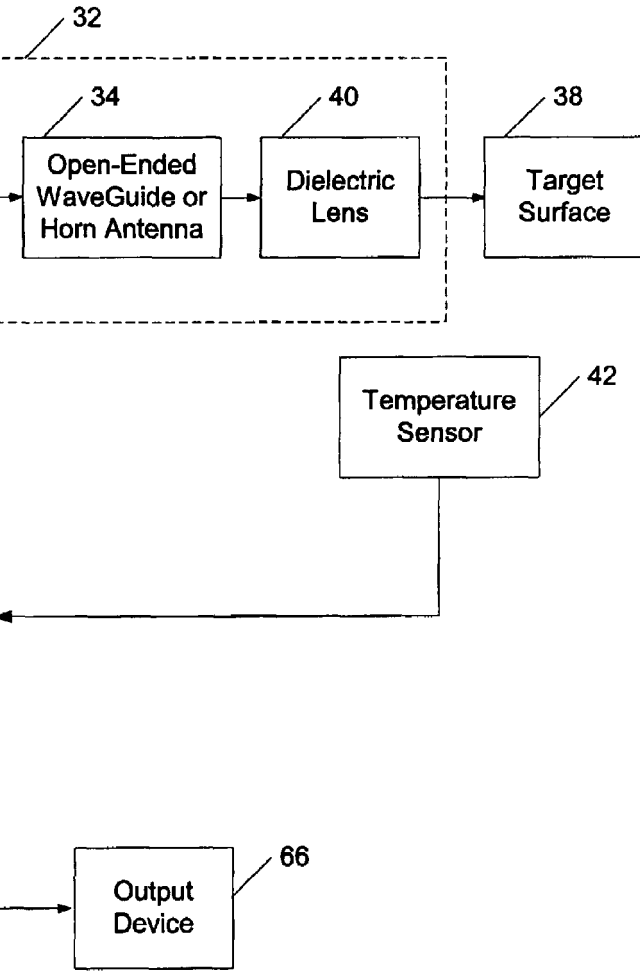 32
34
40
38
Open-Ended
WaveGuide or
Horn Antenna
Dielectric
Lens
Target
Surface
42
Temperature
Sensor
66
Output
Device